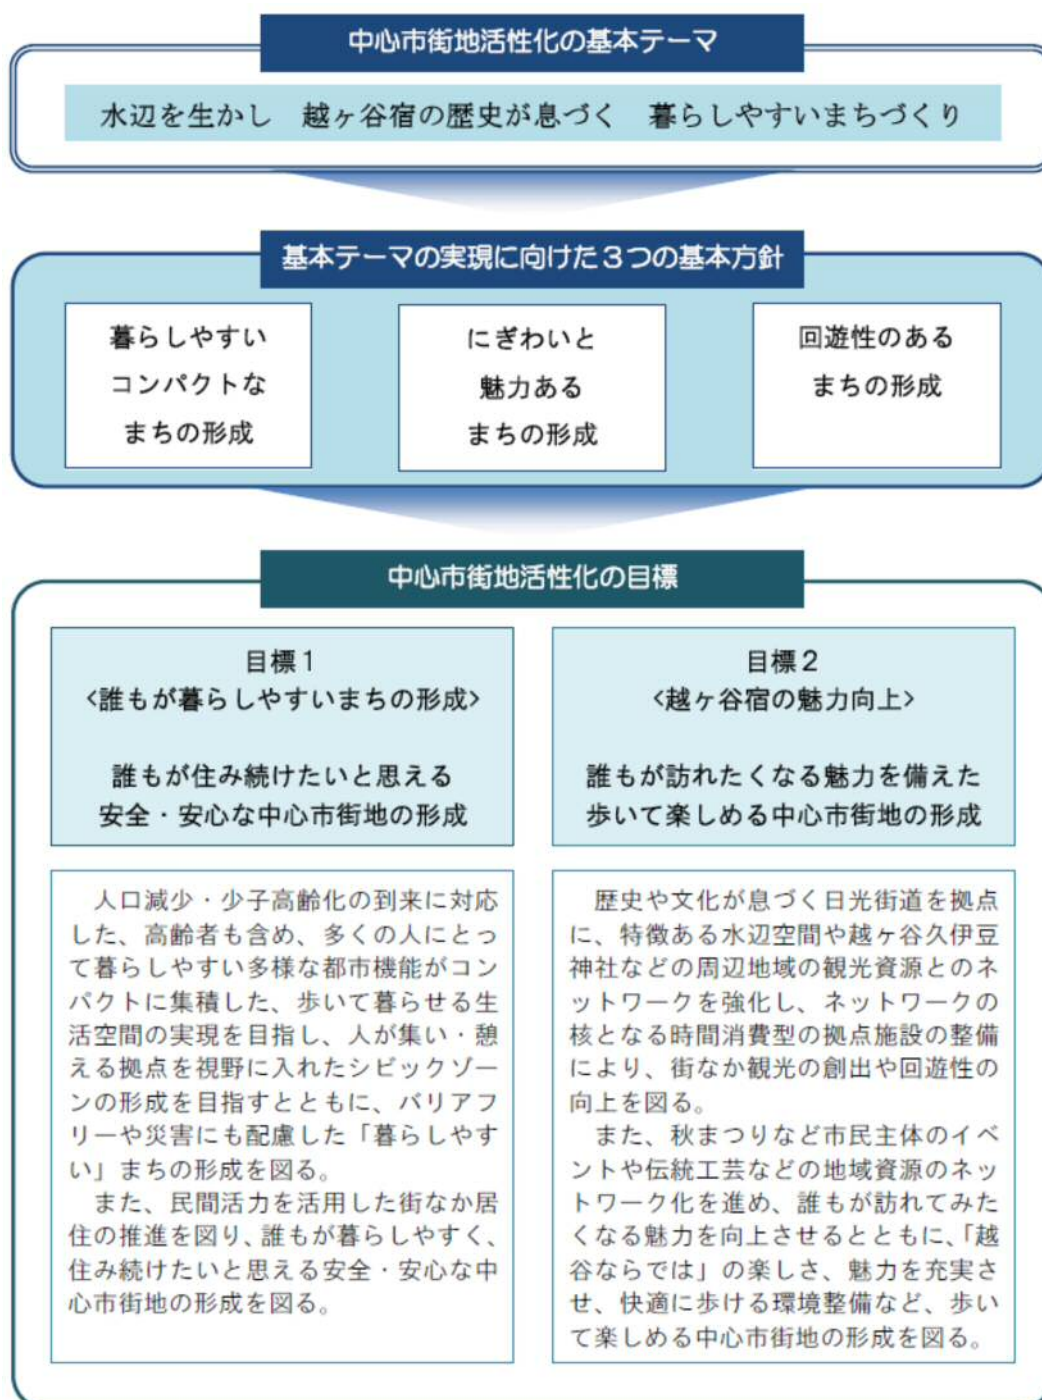 中心市街地活性化の基本テーマ
水辺を生かし　越ヶ谷宿の歴史が息づく　暮らしやすいまちづくり
基本テーマの実現に向けた３つの基本方針
暮らしやすい
コンパクトな
まちの形成
にぎわいと
魅力ある
まちの形成
回遊性のある
まちの形成
中心市街地活性化の目標
目標１
<誰もが暮らしやすいまちの形成>
誰もが住み続けたいと思える
安全・安心な中心市街地の形成
人口減少・少子高齢化の到来に対応
した、高齢者も含め、多くの人にとっ
て暮らしやすい多様な都市機能がコン
パクトに集積した、歩いて暮らせる生
活空間の実現を目指し、人が集い・憩
える拠点を視野に入れたシビックゾー
ンの形成を目指すとともに、バリアフ
リーや災害にも配慮した「暮らしやす
い」まちの形成を図る。
また、民間活力を活用した街なか居
住の推進を図り、誰もが暮らしやすく、
住み続けたいと思える安全・安心な中
心市街地の形成を図る。
目標２
<越ヶ谷宿の魅力向上>
誰もが訪れたくなる魅力を備えた
歩いて楽しめる中心市街地の形成
歴史や文化が息づく日光街道を拠点
に、特徴ある水辺空間や越ヶ谷久伊豆
神社などの周辺地域の観光資源とのネ
ットワークを強化し、ネットワークの
核となる時間消費型の拠点施設の整備
により、街なか観光の創出や回遊性の
向上を図る。
また、秋まつりなど市民主体のイベ
ントや伝統工芸などの地域資源のネッ
トワーク化を進め、誰もが訪れてみた
くなる魅力を向上させるとともに、「越
谷ならでは」の楽しさ、魅力を充実さ
せ、快適に歩ける環境整備など、歩い
て楽しめる中心市街地の形成を図る。